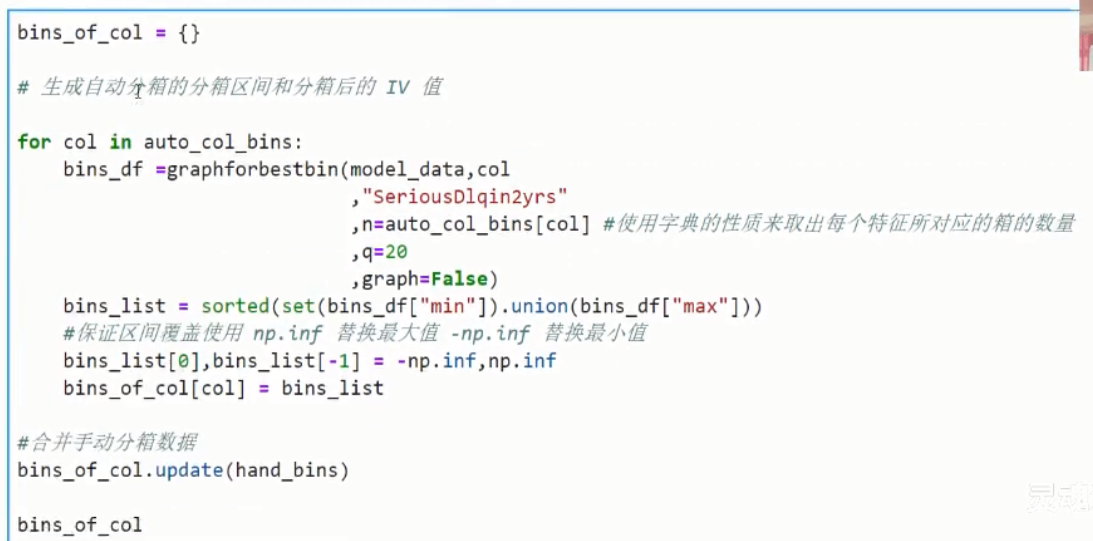 bins_of_col = {}
# 生成自动分箱的分箱区间和分箱后的 IV 值
for col in auto_col_bins:
    bins_df =graphforbestbin(model_data,col
                             ,"SeriousDlqin2yrs"
                             ,n=auto_col_bins[col] #使用字典的性质来取出每个特征所对应的箱的数量
                             ,q=20
                             ,graph=False)
    bins_list = sorted(set(bins_df["min"]).union(bins_df["max"]))
    #保证区间覆盖使用 np.inf 替换最大值 -np.inf 替换最小值
    bins_list[0],bins_list[-1] = -np.inf,np.inf
    bins_of_col[col] = bins_list
#合并手动分箱数据
bins_of_col.update(hand_bins)
灵魂
bins_of_col